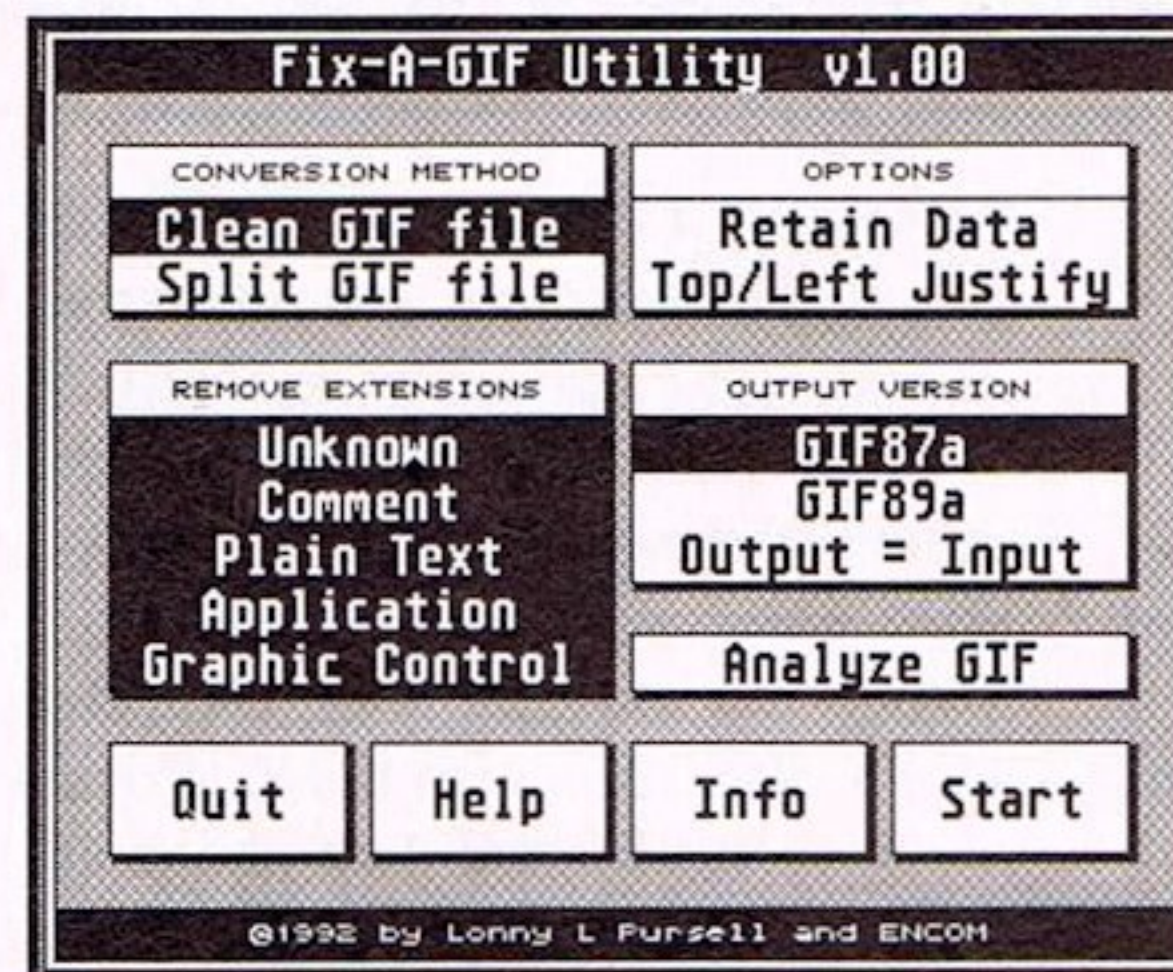 Fix-A-GIF Utility v1.00
CONVERSION METHOD
Clean GIF file
Split GIF file
OPTIONS
Retain Data
Top/Left Justify
REMOVE EXTENSIONS
Unknown
Comment
Plain Text
Application
Graphic Control
OUTPUT VERSION
GIF87a
GIF89a
Output = Input
Analyze GIF
Quit
Help
Info
Start
©1992 by Lonny L Pursell and ENCOM